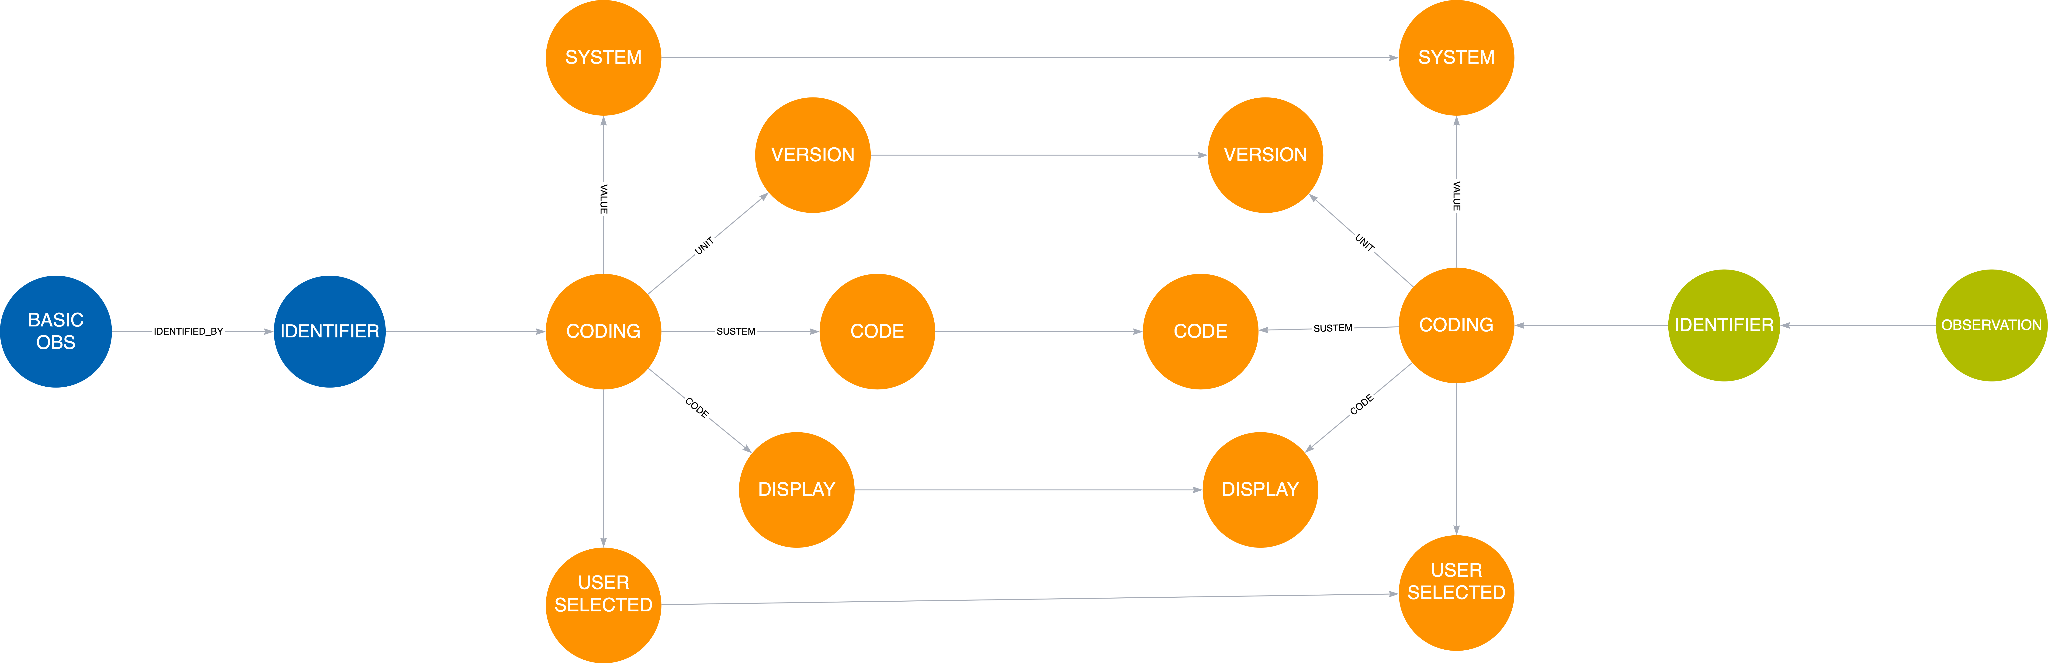 SYSTEM
SYSTEM
VERSION
VERSION
VALUE
VALUE
UNIT
UNIT
BASIC
OBS
IDENTIFIED_BY
IDENTIFIER
CODING
SUSTEM
CODE
CODE
SUSTEM
CODING
IDENTIFIER
OBSERVATION
CODE
CODE
DISPLAY
DISPLAY
USER
SELECTED
USER
SELECTED